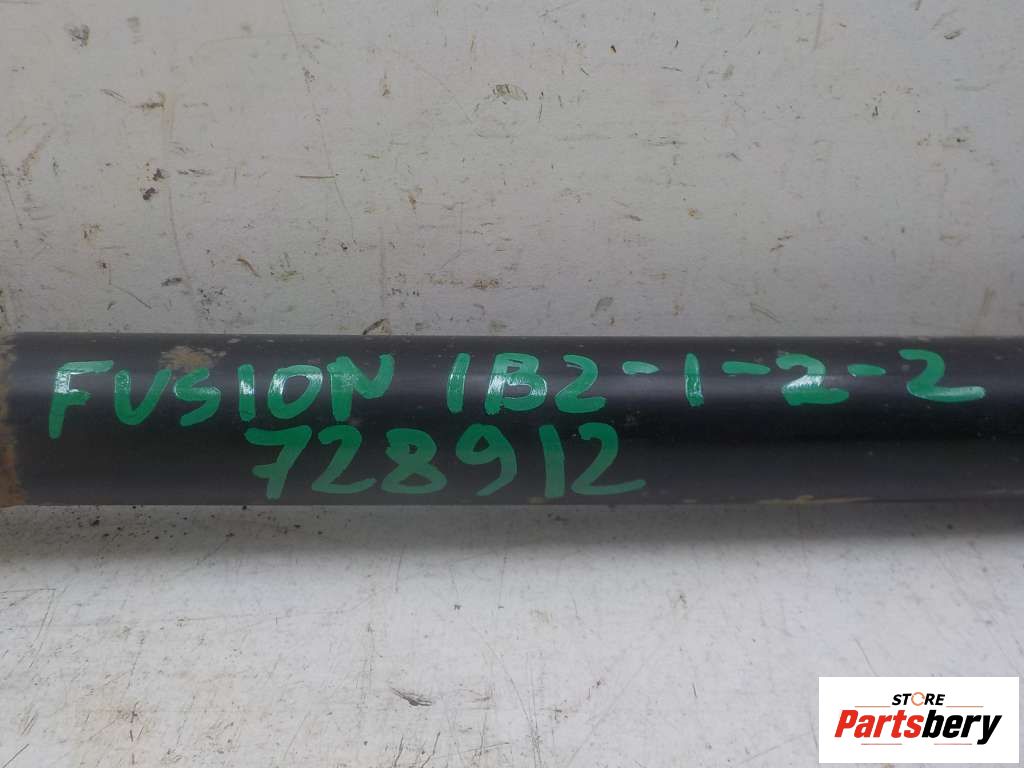 FUSION 1B2-1-2-2
728912
STORE
Partsbery